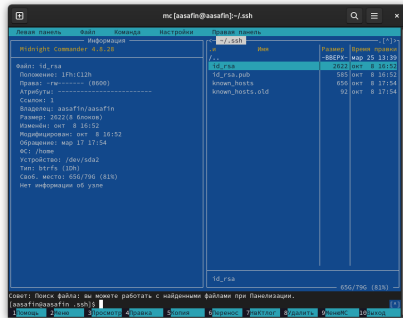 mc [aasafin@aasafin]:~/.ssh
Левая панель Файл Команда Настройки Правая панель
Информация
Midnight Commander 4.8.28
Файл: id_rsa
Положение: 1Fh:C12h
Права: -rw------- (0600)
Атрибуты: ----------------
Ссылок: 1
Владелец: aasafin/aasafin
Размер: 2622(8 блоков)
Изменён: окт 8 16:52
Модифицирован: окт 8 16:52
Обращение: мар 17 17:54
ФС: /home
Устройство: /dev/sda2
Тип: btrfs (1Dh)
Своб. место: 65G/79G (81%)
Нет информации об узле
~/.ssh .[^]>
.и Имя Размер Время правки
/.. -ВВЕРХ- мар 25 13:39
id_rsa 2622 окт 8 16:52
id_rsa.pub 585 окт 8 16:52
known_hosts 656 окт 8 17:54
known_hosts.old 92 окт 8 17:54
id_rsa
65G/79G (81%)
Совет: Поиск файла: вы можете работать с найденными файлами при Панелизации.
[aasafin@aasafin .ssh]$ [^]
1Помощь 2Меню 3Просмотр 4Правка 5Копия 6Перенос 7НвКтлог 8Удалить 9МенюMC 10Выход